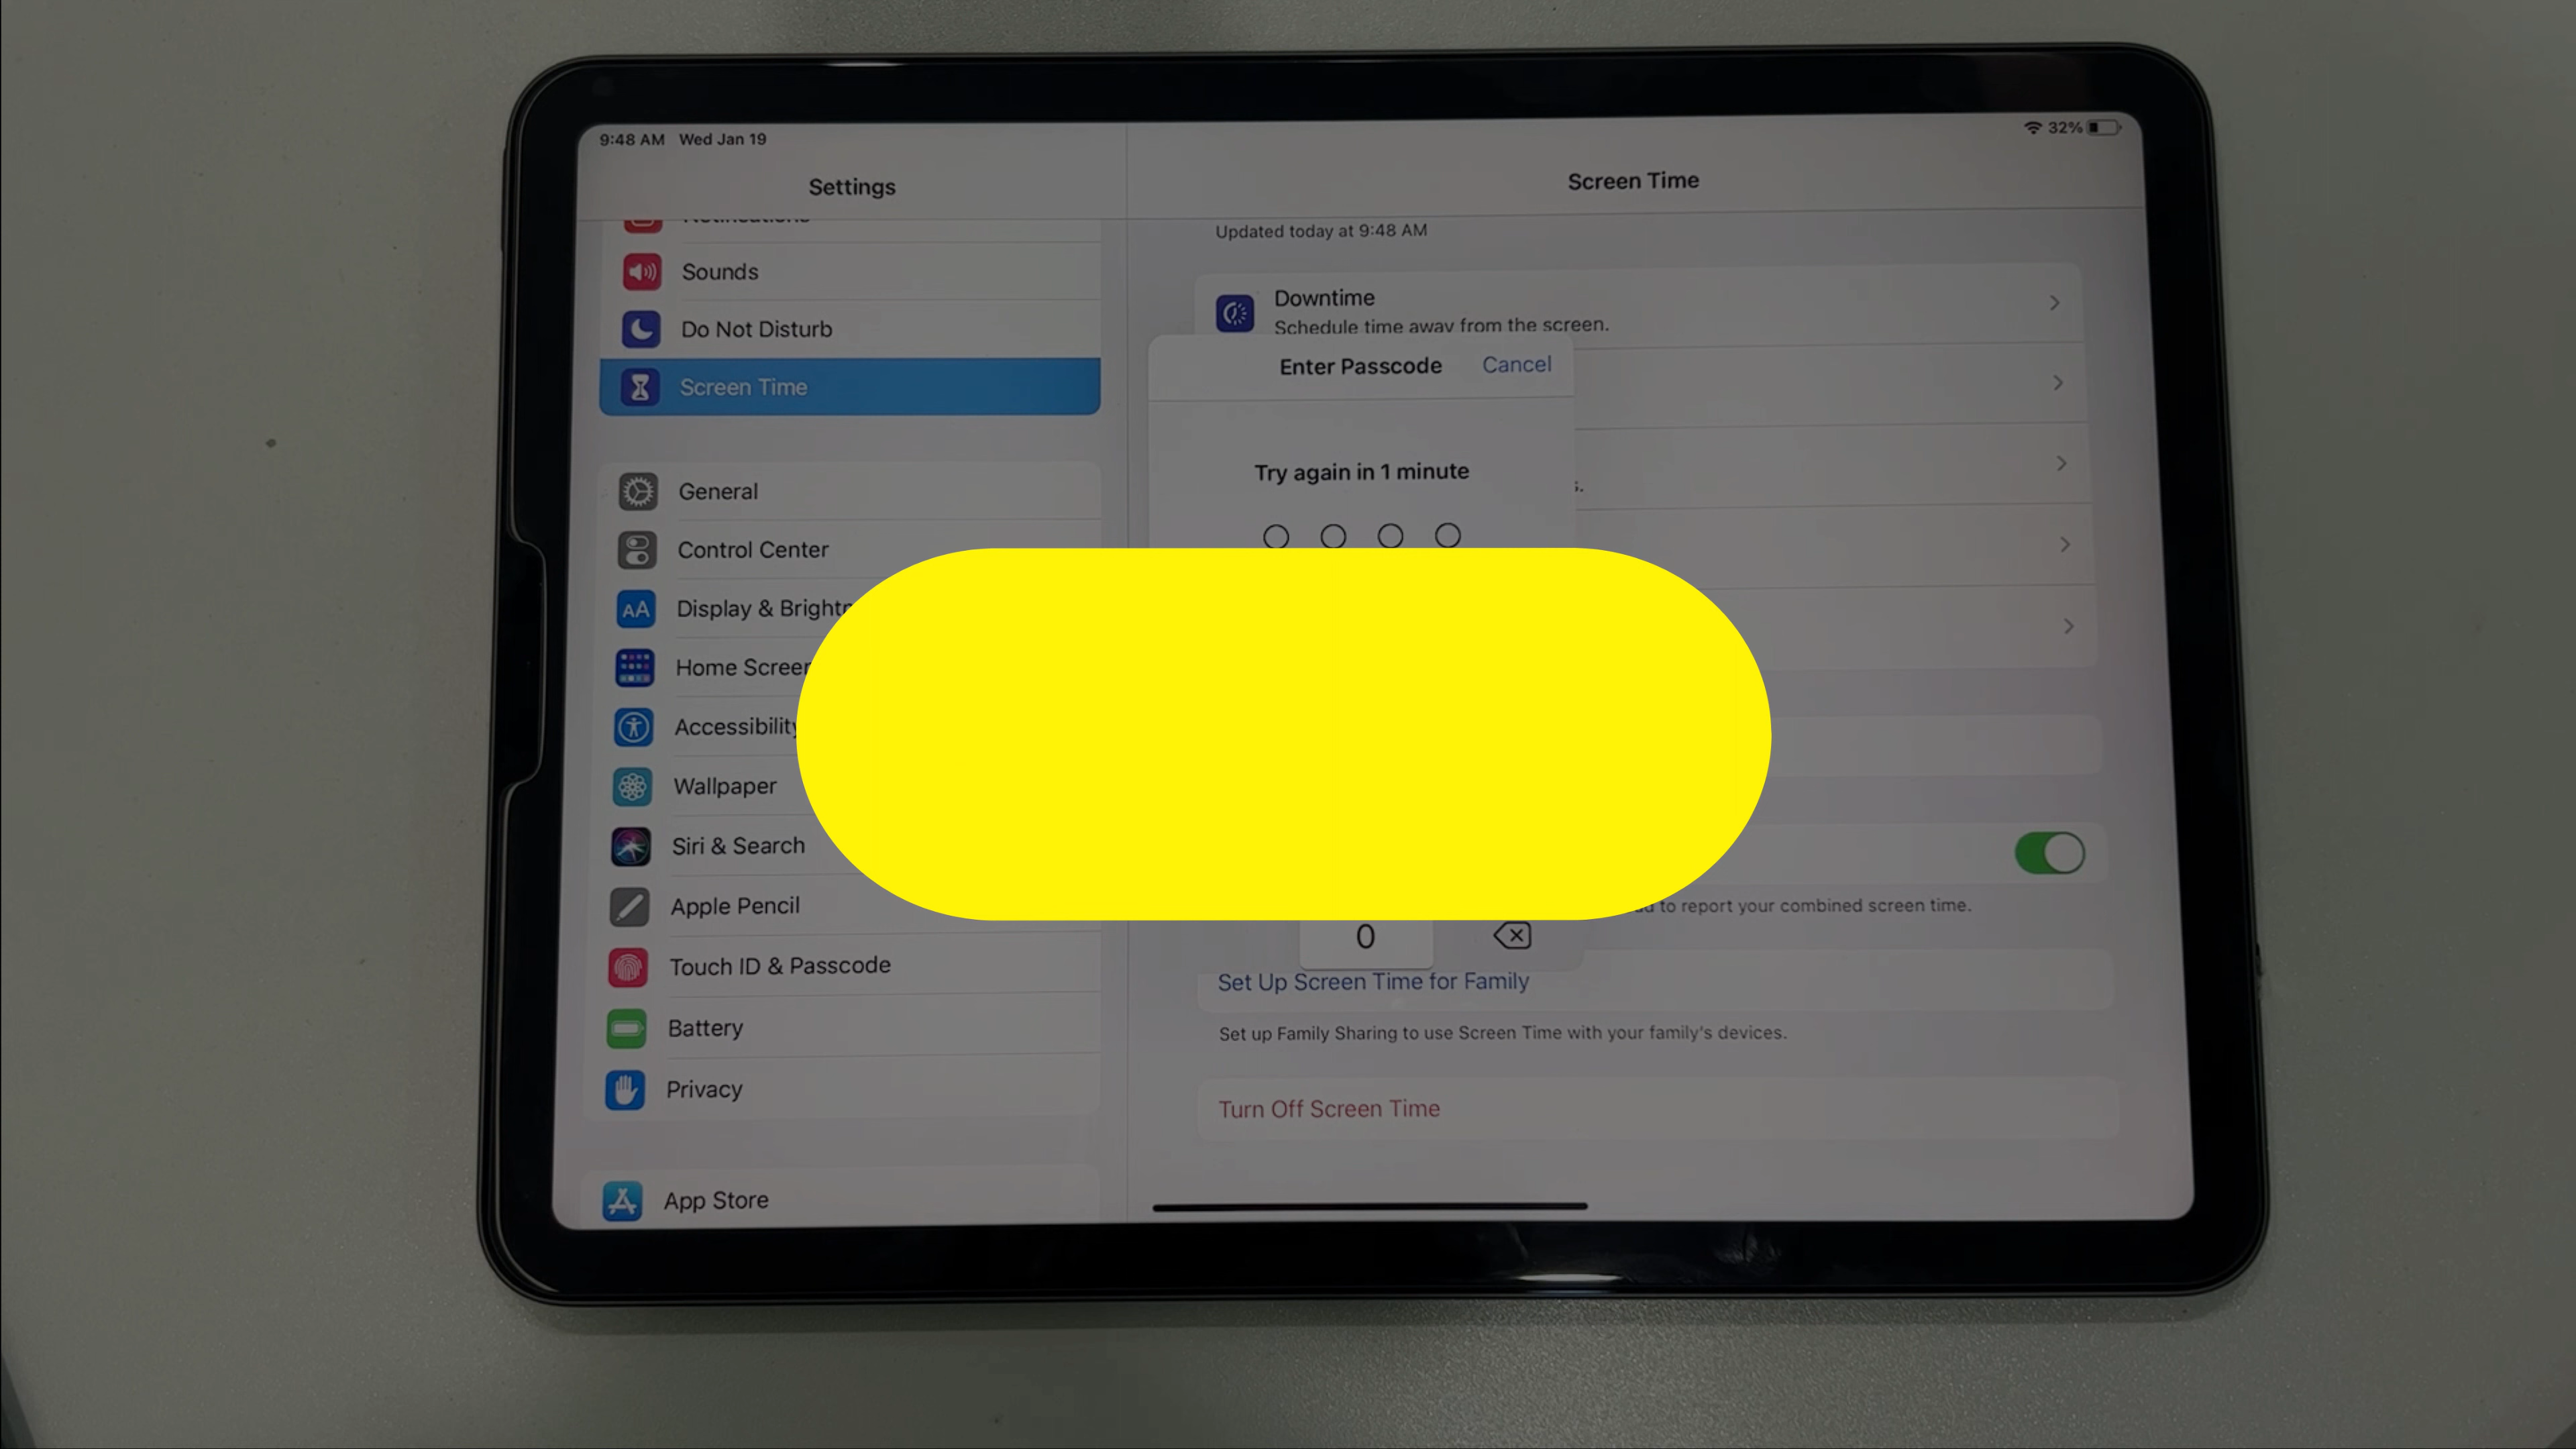 9:48 AM Wed Jan 19
32%
Settings
Screen Time
Sounds
Do Not Disturb
Screen Time
General
Control Center
Display &
Home
Accessibility
Wallpaper
Siri & Search
Apple Pencil
Touch ID & Passcode
Battery
Privacy
App Store
Updated today at 9:48 AM
Downtime
Schedule time away from the screen.
Enter Passcode Cancel
Try again in 1 minute
s.
0
to report your combined screen time.
Set Up Screen Time for Family
Set up Family Sharing to use Screen Time with your family's devices.
Turn Off Screen Time